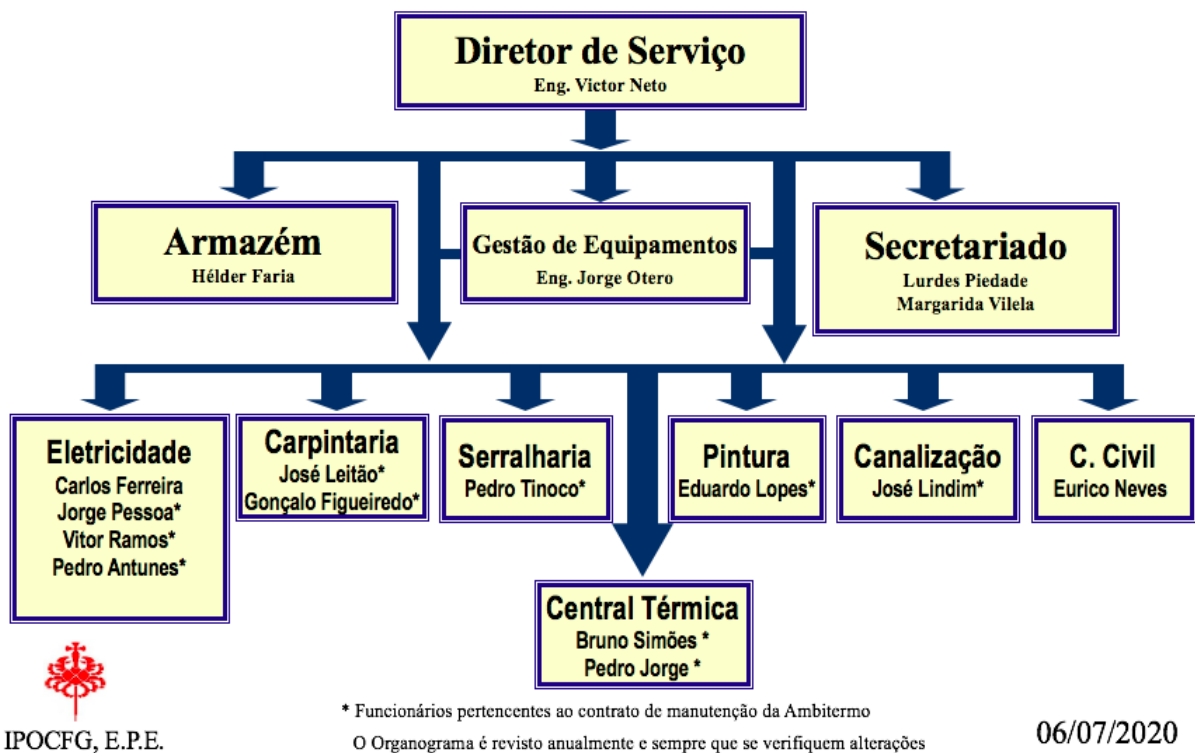 Diretor de Serviço
Eng. Victor Neto
Armazém
Hélder Faria
Gestão de Equipamentos
Eng. Jorge Otero
Secretariado
Lurdes Piedade
Margarida Vilela
Eletricidade
Carlos Ferreira
Jorge Pessoa*
Vitor Ramos*
Pedro Antunes*
Carpintaria
José Leitão*
Gonçalo Figueiredo*
Serralharia
Pedro Tinoco*
Pintura
Eduardo Lopes*
Canalização
José Lindim*
C. Civil
Eurico Neves
Central Térmica
Bruno Simões *
Pedro Jorge *
* Funcionários pertencentes ao contrato de manutenção da Ambitermo
O Organograma é revisto anualmente e sempre que se verifiquem alterações
IPOCFG, E.P.E.
06/07/2020